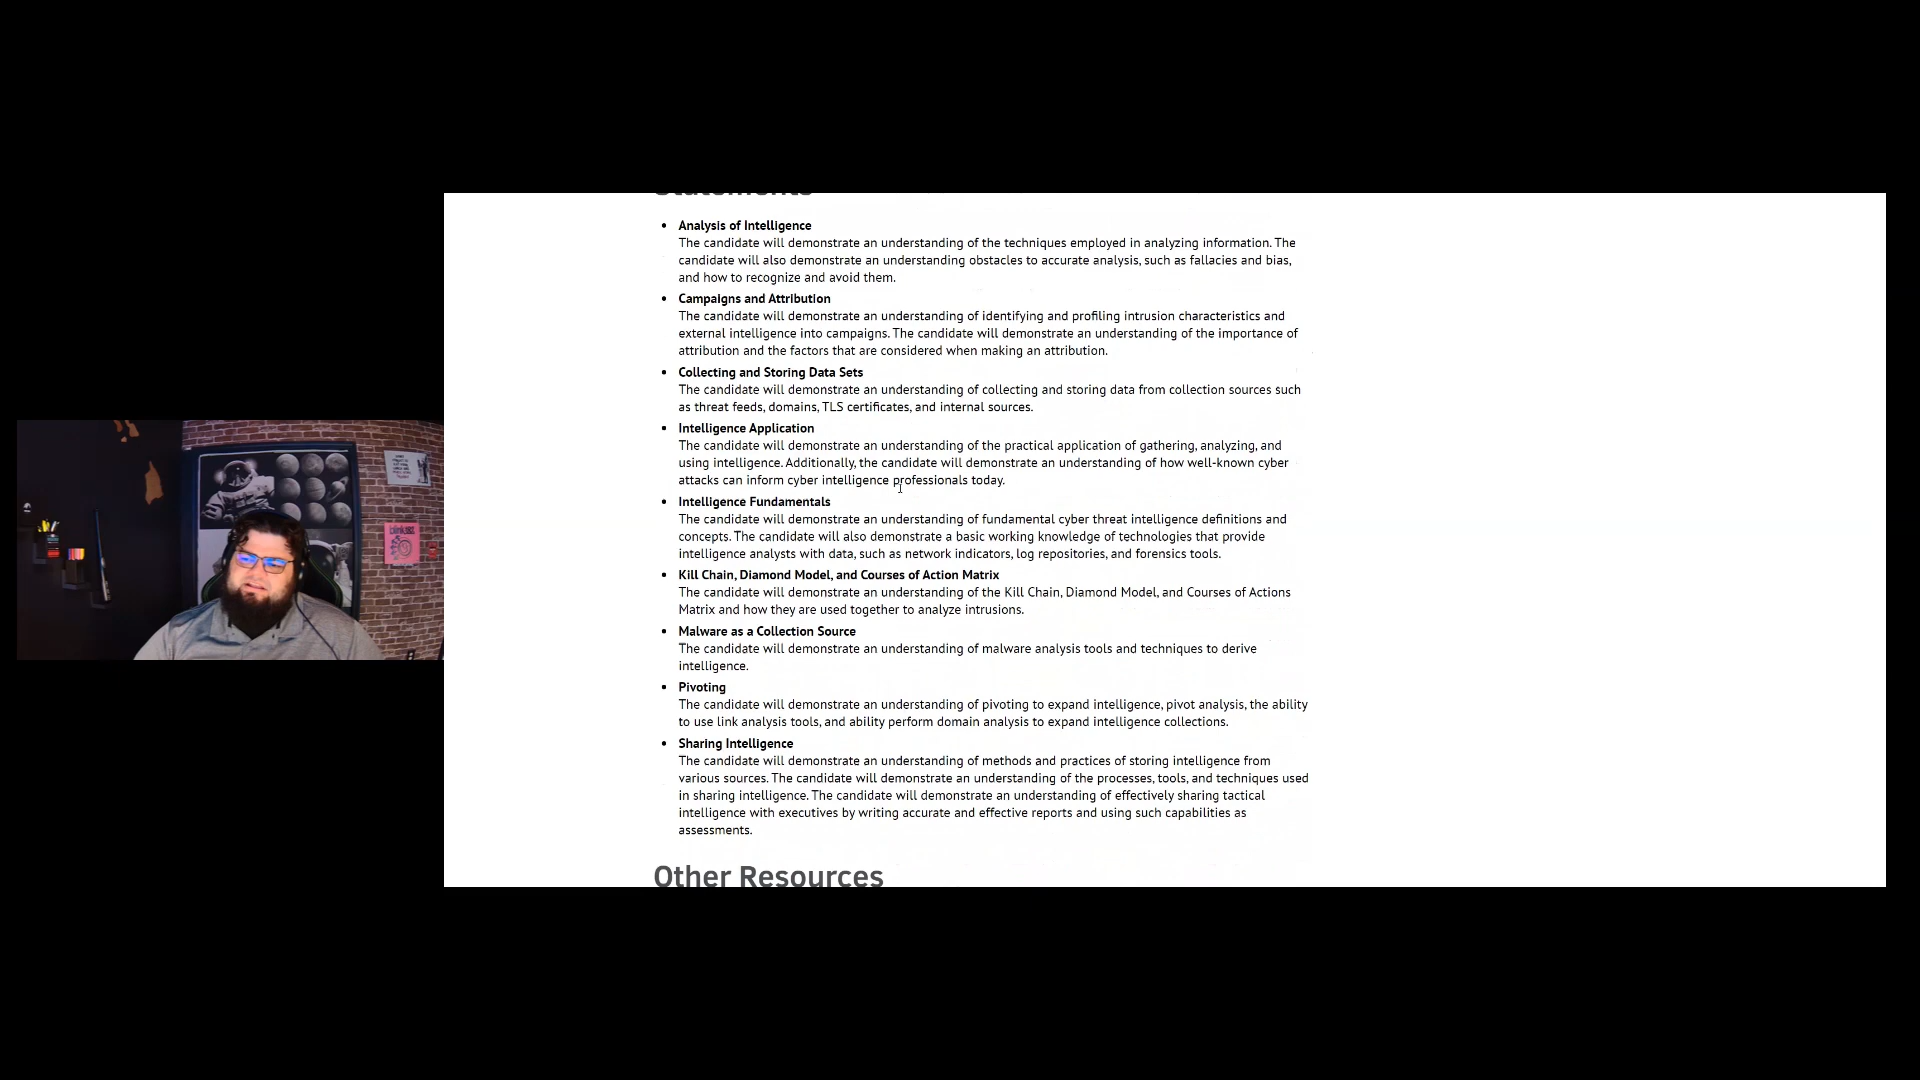 Statements
Analysis of Intelligence
The candidate will demonstrate an understanding of the techniques employed in analyzing information. The
candidate will also demonstrate an understanding obstacles to accurate analysis, such as fallacies and bias,
and how to recognize and avoid them.
Campaigns and Attribution
The candidate will demonstrate an understanding of identifying and profiling intrusion characteristics and
external intelligence into campaigns. The candidate will demonstrate an understanding of the importance of
attribution and the factors that are considered when making an attribution.
Collecting and Storing Data Sets
The candidate will demonstrate an understanding of collecting and storing data from collection sources such
as threat feeds, domains, TLS certificates, and internal sources.
Intelligence Application
The candidate will demonstrate an understanding of the practical application of gathering, analyzing, and
using intelligence. Additionally, the candidate will demonstrate an understanding of how well-known cyber
attacks can inform cyber intelligence professionals today.
Intelligence Fundamentals
The candidate will demonstrate an understanding of fundamental cyber threat intelligence definitions and
concepts. The candidate will also demonstrate a basic working knowledge of technologies that provide
intelligence analysts with data, such as network indicators, log repositories, and forensics tools.
Kill Chain, Diamond Model, and Courses of Action Matrix
The candidate will demonstrate an understanding of the Kill Chain, Diamond Model, and Courses of Actions
Matrix and how they are used together to analyze intrusions.
Malware as a Collection Source
The candidate will demonstrate an understanding of malware analysis tools and techniques to derive
intelligence.
Pivoting
The candidate will demonstrate an understanding of pivoting to expand intelligence, pivot analysis, the ability
to use link analysis tools, and ability perform domain analysis to expand intelligence collections.
Sharing Intelligence
The candidate will demonstrate an understanding of methods and practices of storing intelligence from
various sources. The candidate will demonstrate an understanding of the processes, tools, and techniques used
in sharing intelligence. The candidate will demonstrate an understanding of effectively sharing tactical
intelligence with executives by writing accurate and effective reports and using such capabilities as
assessments.
Other Resources